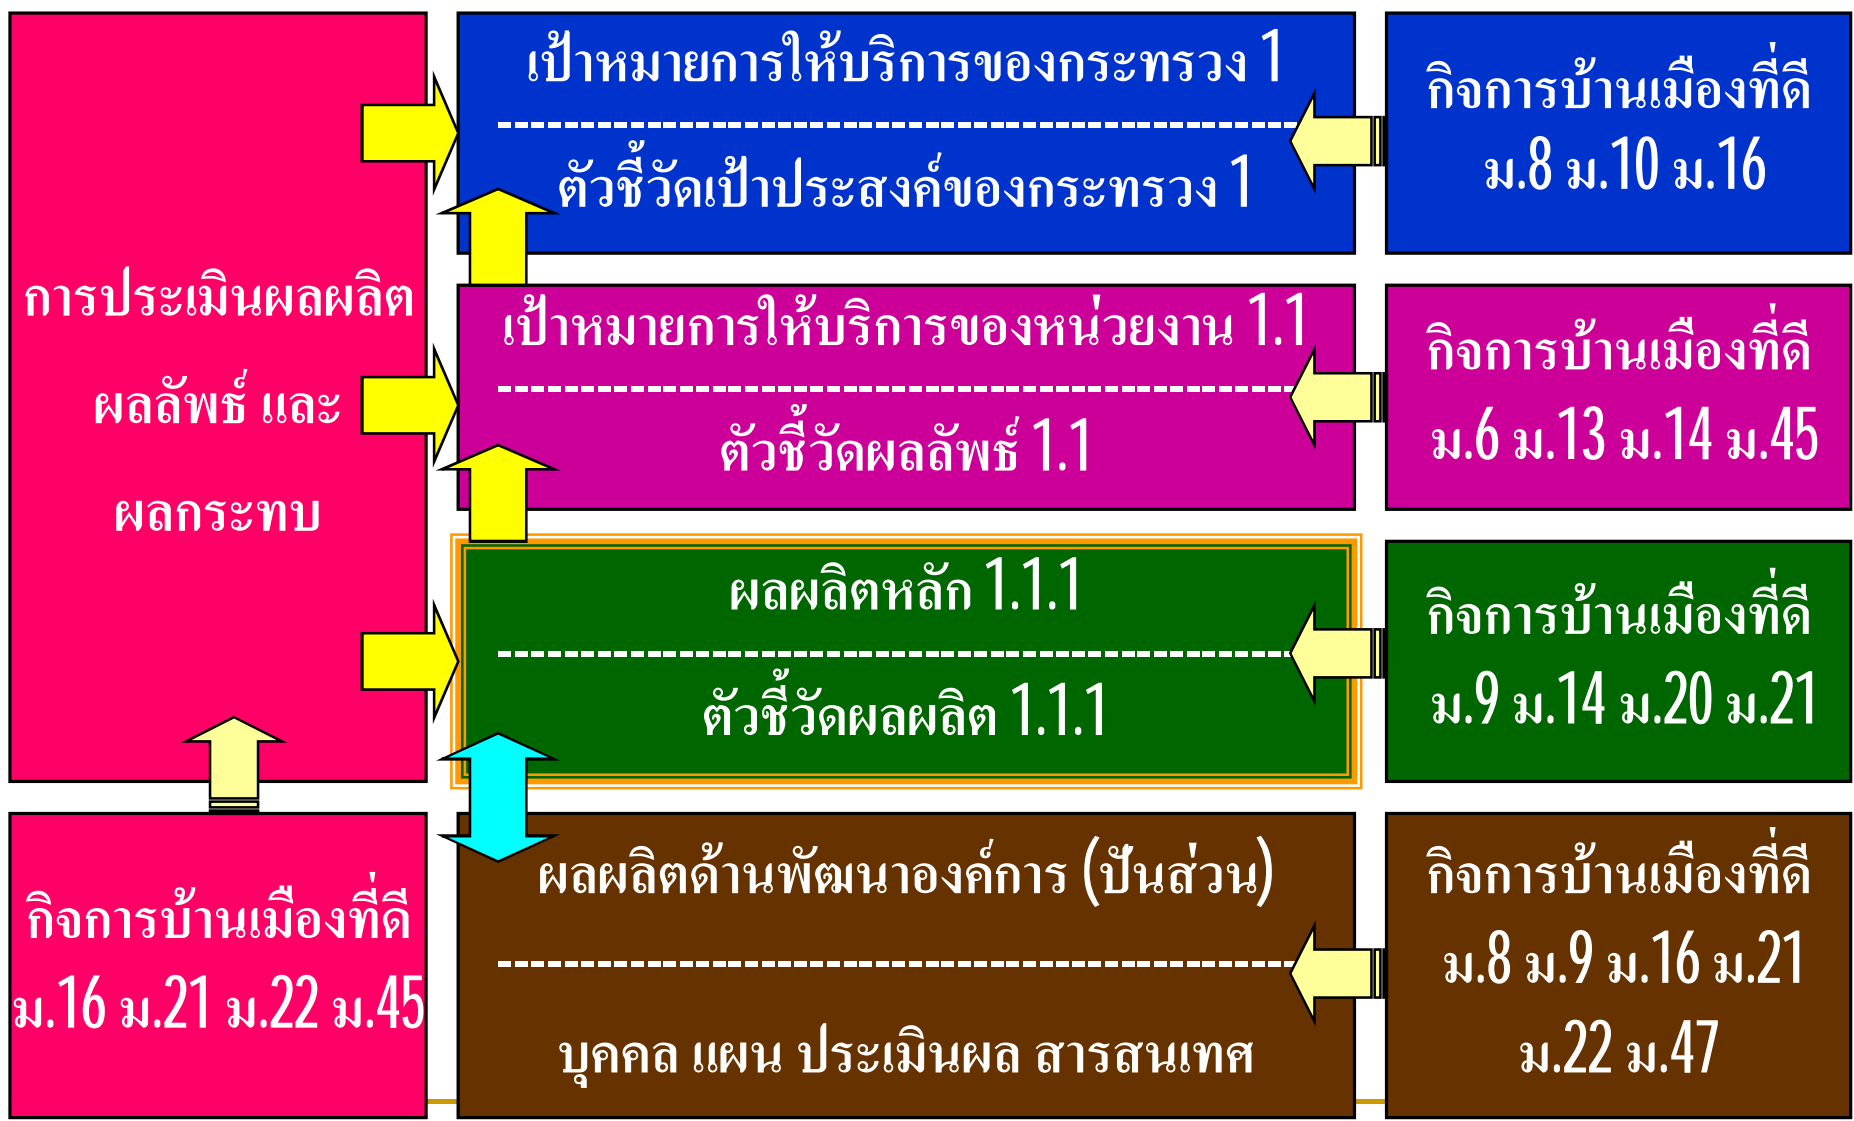 การประเมินผลผลิต
ผลลัพธ์ และ
ผลกระทบ
กิจการบ้านเมืองที่ดี
ม.16 ม.21 ม.22 ม.45
เป้าหมายการให้บริการของกระทรวง 1
ตัวชี้วัดเป้าประสงค์ของกระทรวง 1
กิจการบ้านเมืองที่ดี
ม.8 ม.10 ม.16
เป้าหมายการให้บริการของหน่วยงาน 1.1
ตัวชี้วัดผลลัพธ์ 1.1
กิจการบ้านเมืองที่ดี
ม.6 ม.13 ม.14 ม.45
ผลผลิตหลัก 1.1.1
ตัวชี้วัดผลผลิต 1.1.1
กิจการบ้านเมืองที่ดี
ม.9 ม.14 ม.20 ม.21
ผลผลิตด้านพัฒนาองค์การ (ปันส่วน)
บุคคล แผน ประเมินผล สารสนเทศ
กิจการบ้านเมืองที่ดี
ม.8 ม.9 ม.16 ม.21
ม.22 ม.47